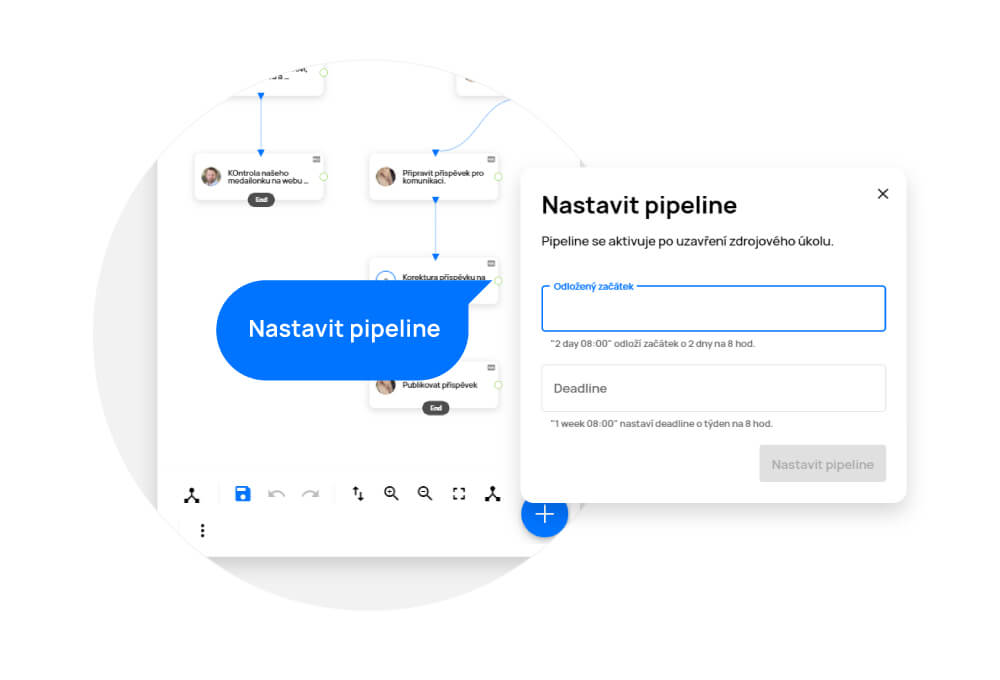 KOntrola našeho
medailonku na webu ...
End
Připravit příspěvek pro
komunikaci.
Korektura příspěvku na
Nastavit pipeline
Publikovat příspěvek
End
Nastavit pipeline
Pipeline se aktivuje po uzavření zdrojového úkolu.
Odložený začátek
"2 day 08:00" odloží začátek o 2 dny na 8 hod.
Deadline
"1 week 08:00" nastaví deadline o týden na 8 hod.
Nastavit pipeline